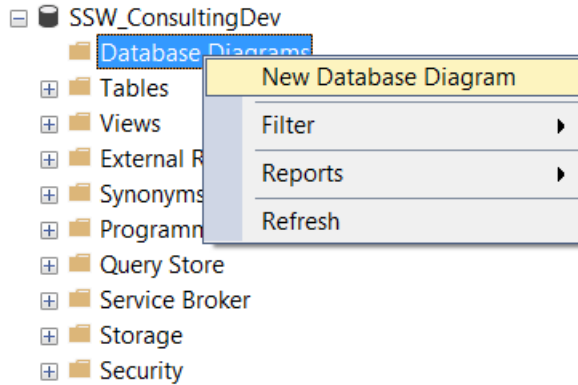 SSW_ConsultingDev
Database Diagrams
New Database Diagram
Tables
Views
Filter
External R
Reports
Synonyms
Programm
Refresh
Query Store
Service Broker
Storage
Security